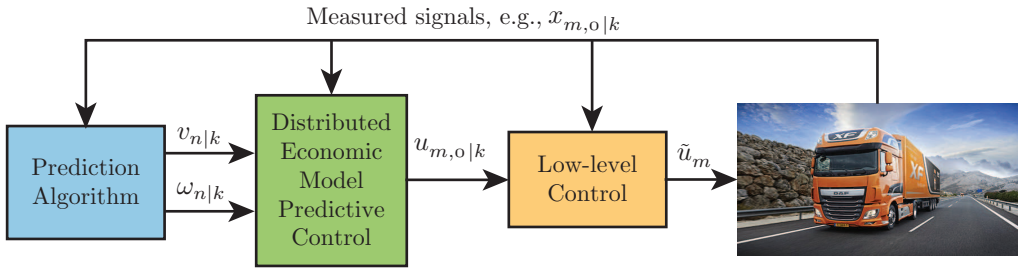 Measured signals, e.g., x_{m,o|k}
Prediction
Algorithm
v_{n|k}
ω_{n|k}
Distributed
Economic
Model
Predictive
Control
u_{m,o|k}
Low-level
Control
ũ_m
XF
XF
DAF